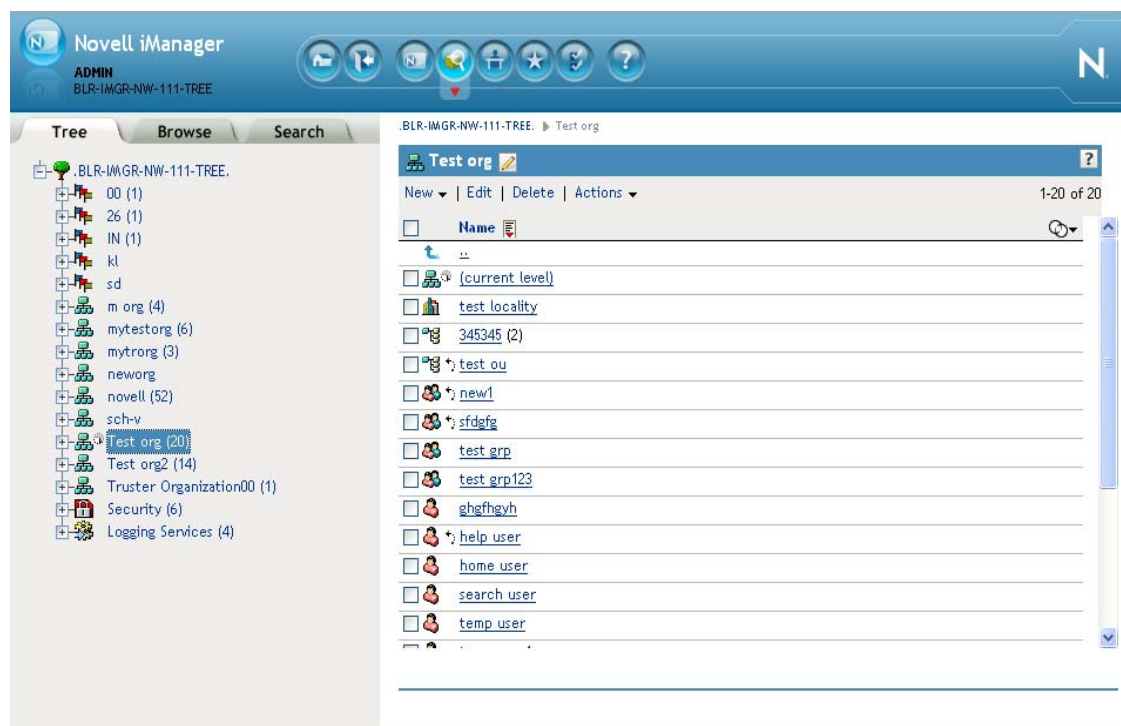 N Novell iManager
ADMIN
BLR-IMGR-NW-111-TREE
N
?
N
Tree Browse Search
.BLR-IMGR-NW-111-TREE.
00 (1)
26 (1)
IN (1)
kl
sd
m org (4)
mytestorg (6)
mytrorg (3)
neworg
novell (52)
sch-v
Test org (20)
Test org2 (14)
Truster Organization00 (1)
Security (6)
Logging Services (4)
.BLR-IMGR-NW-111-TREE. Test org
Test org ?
New | Edit | Delete | Actions 1-20 of 20
Name
..
(current level)
test locality
345345 (2)
test ou
new1
sfdgfg
test grp
test grp123
ghgfhgyh
help user
home user
search user
temp user